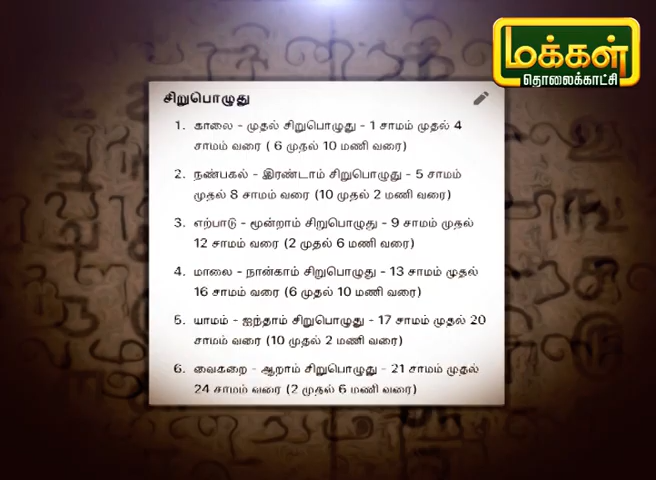 மக்கள்
தொலைக்காட்சி
சிறுபொழுது
1. காலை - முதல் சிறுபொழுது - 1 சாமம் முதல் 4
சாமம் வரை ( 6 முதல் 10 மணி வரை)
2. நண்பகல் - இரண்டாம் சிறுபொழுது - 5 சாமம்
முதல் 8 சாமம் வரை (10 முதல் 2 மணி வரை)
3. எற்பாடு - மூன்றாம் சிறுபொழுது - 9 சாமம் முதல்
12 சாமம் வரை (2 முதல் 6 மணி வரை)
4. மாலை - நான்காம் சிறுபொழுது - 13 சாமம் முதல்
16 சாமம் வரை (6 முதல் 10 மணி வரை)
5. யாமம் - ஐந்தாம் சிறுபொழுது - 17 சாமம் முதல் 20
சாமம் வரை (10 முதல் 2 மணி வரை)
6. வைகறை - ஆறாம் சிறுபொழுது - 21 சாமம் முதல்
24 சாமம் வரை (2 முதல் 6 மணி வரை)